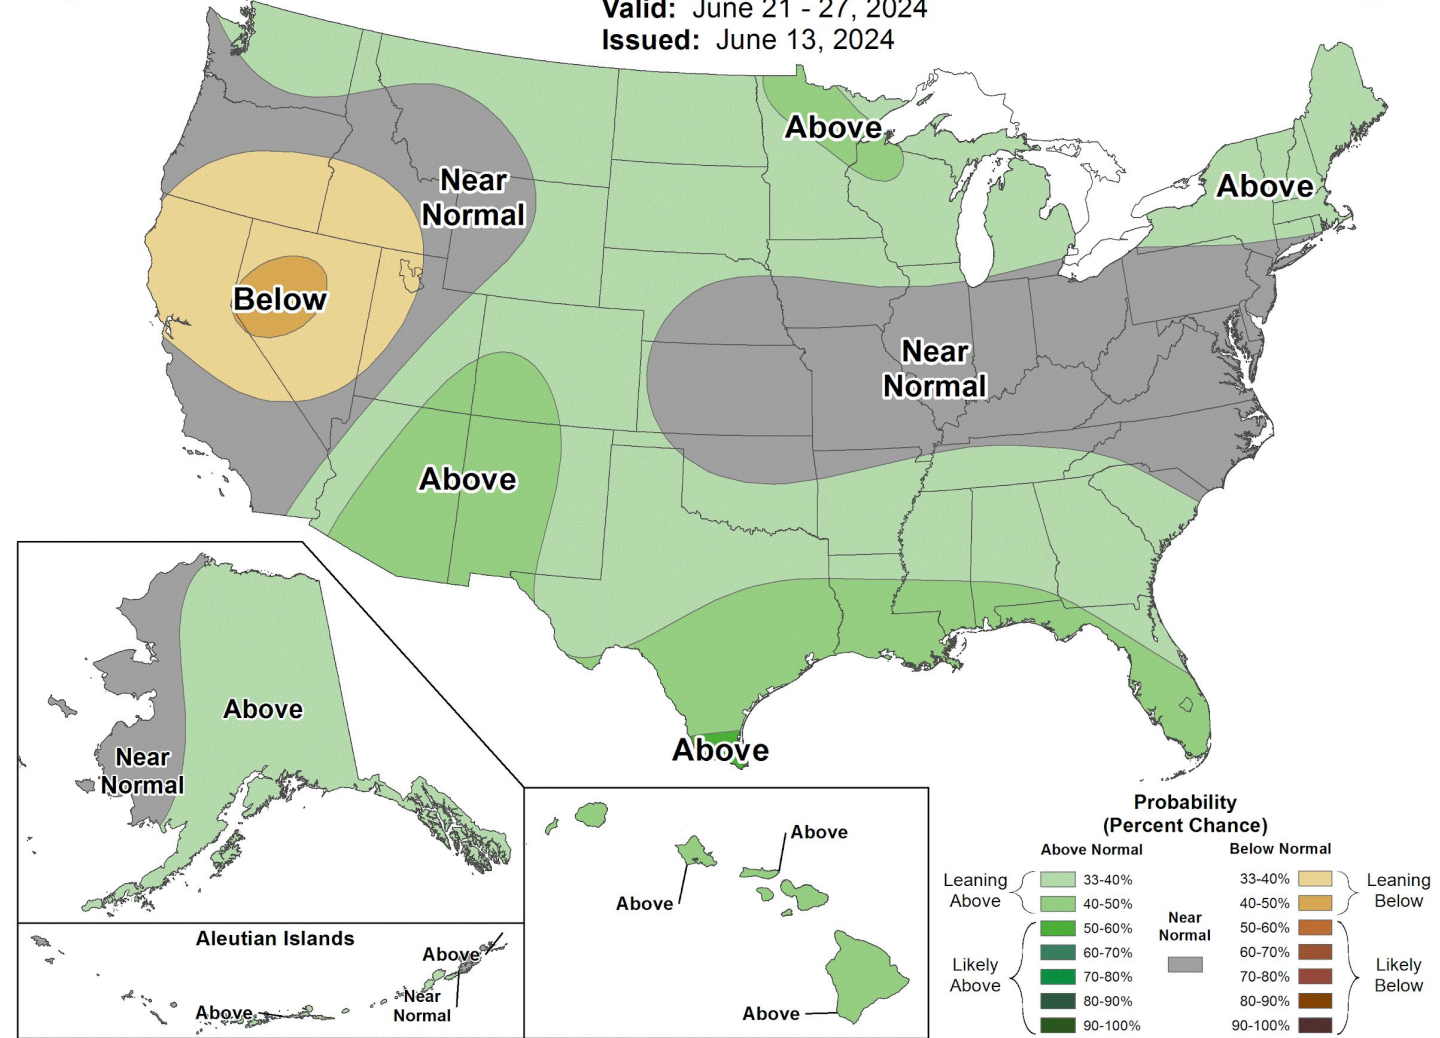 Valid: June 21 - 27, 2024
Issued: June 13, 2024
Above
Near
Normal
Above
Below
Near
Normal
Above
Above
Above
Near
Normal
Above
Above
Above
Aleutian Islands
Above
Near
Normal
Above
Probability
(Percent Chance)
Above Normal
Below Normal
Leaning
Above
33-40%
40-50%
Likely
Above
50-60%
60-70%
70-80%
80-90%
90-100%
Near
Normal
33-40%
40-50%
Leaning
Below
50-60%
60-70%
70-80%
80-90%
90-100%
Likely
Below